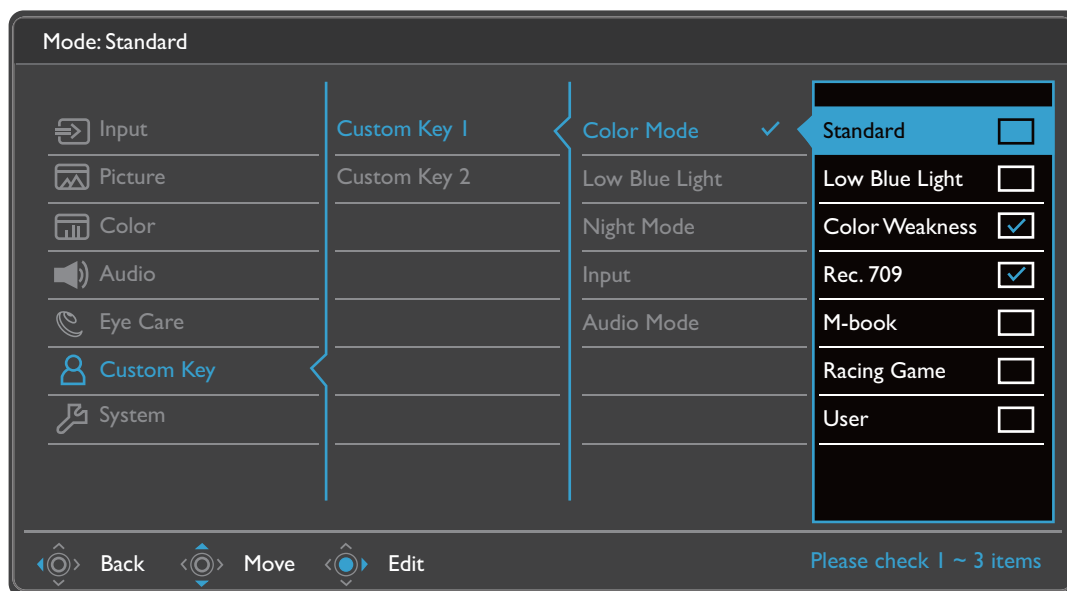 Mode: Standard
Input
Picture
Color
Audio
Eye Care
Custom Key
System
Custom Key 1
Custom Key 2
Color Mode
Low Blue Light
Night Mode
Input
Audio Mode
Standard
Low Blue Light
Color Weakness
Rec. 709
M-book
Racing Game
User
Back Move Edit Please check 1 ~ 3 items